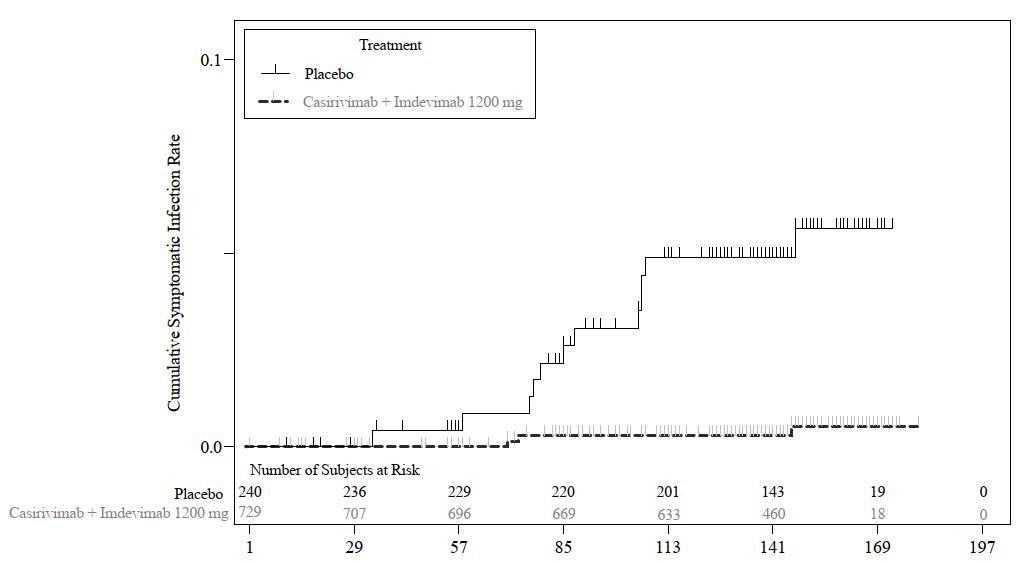 Treatment
Placebo
Casirivimab + Imdevimab 1200 mg
0.1
Cumulative Symptomatic Infection Rate
0.0
Number of Subjects at Risk
Placebo 240 236 229 220 201 143 19 0
Casirivimab + Imdevimab 1200 mg 729 707 696 669 633 460 18 0
1 29 57 85 113 141 169 197